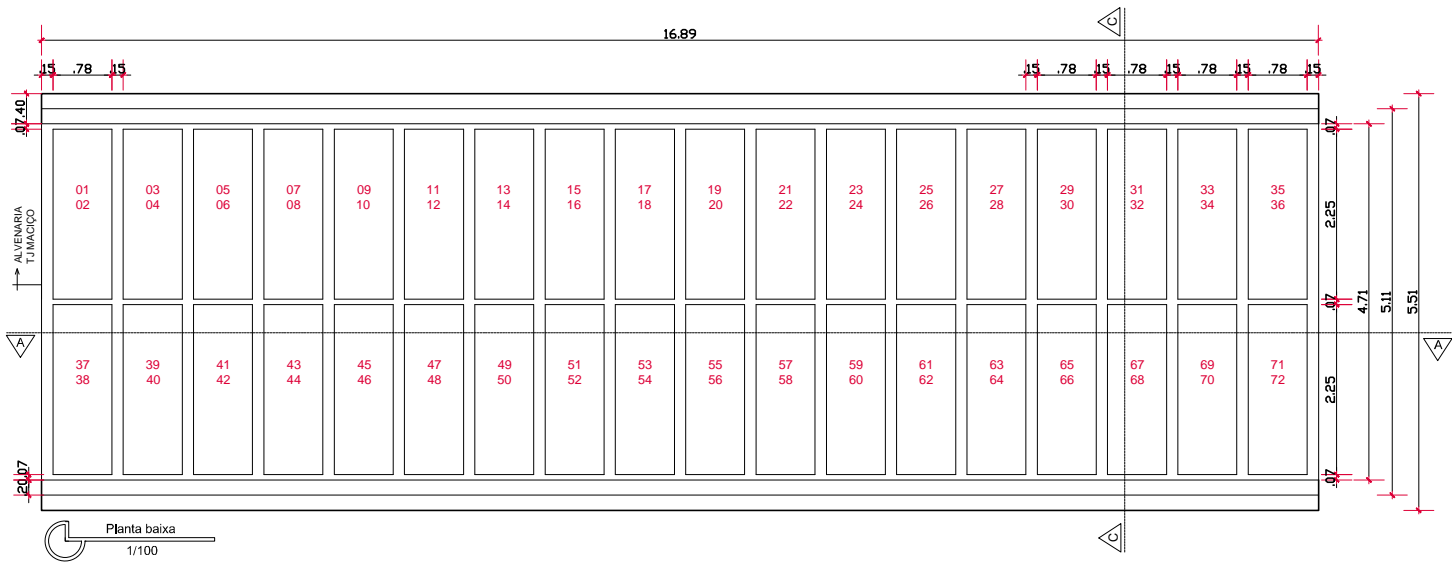 C
16.89
.15 .78 .15 .15 .78 .15 .78 .15 .78 .15 .78 .15
.40
.07
.07
01 03 05 07 09 11 13 15 17 19 21 23 25 27 29 31 33 35
02 04 06 08 10 12 14 16 18 20 22 24 26 28 30 32 34 36
2.25
ALVENARIA
TJ MACIÇO
4.71
5.11
5.51
.07
A A
37 39 41 43 45 47 49 51 53 55 57 59 61 63 65 67 69 71
38 40 42 44 46 48 50 52 54 56 58 60 62 64 66 68 70 72
2.25
.07
.07
.20
Planta baixa
1/100
C